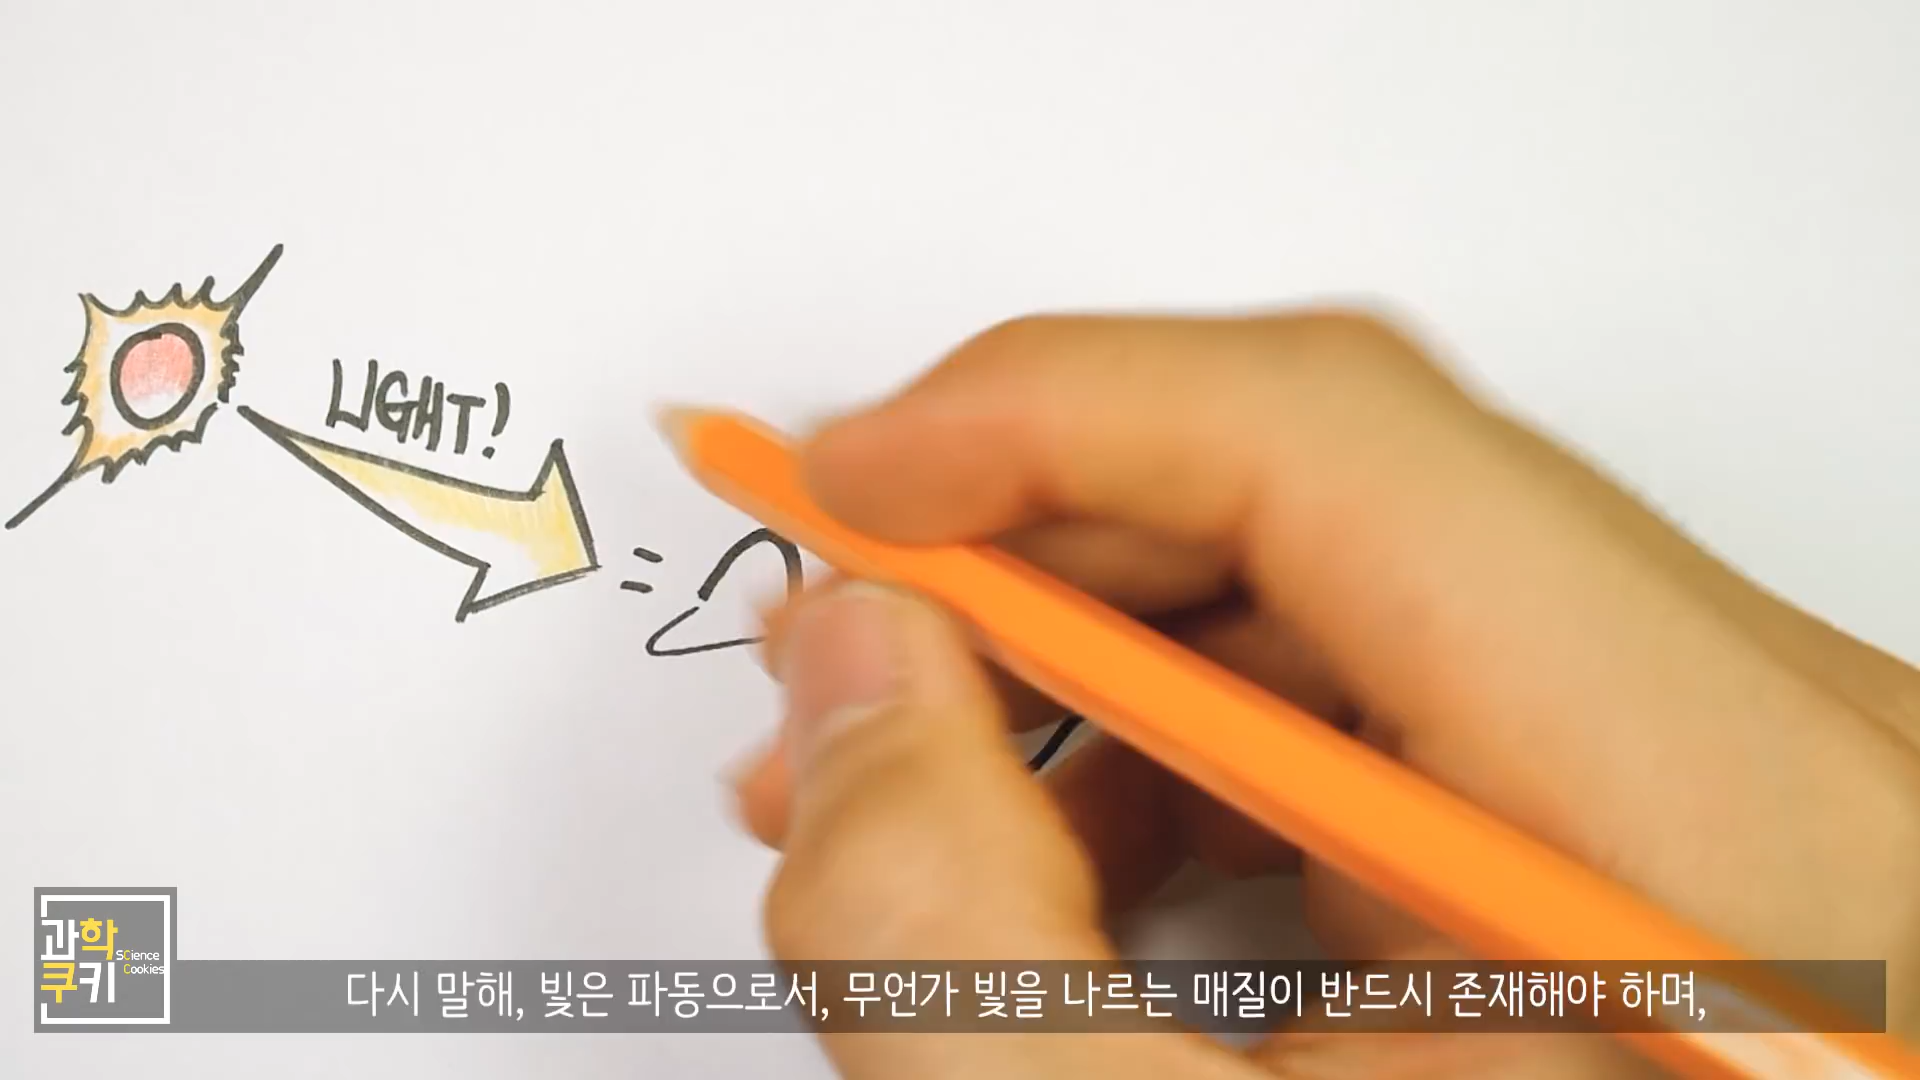 LIGHT!
=
과학
쿠키
SCience
Cookies
다시 말해, 빛은 파동으로서, 무언가 빛을 나르는 매질이 반드시 존재해야 하며,